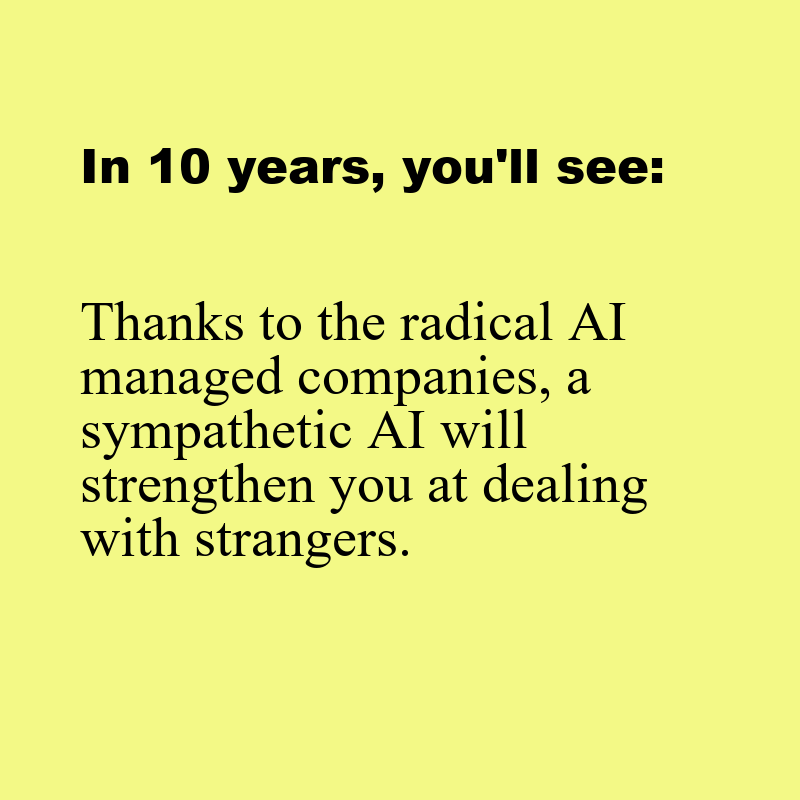 In 10 years, you'll see:
Thanks to the radical AI
managed companies, a
sympathetic AI will
strengthen you at dealing
with strangers.